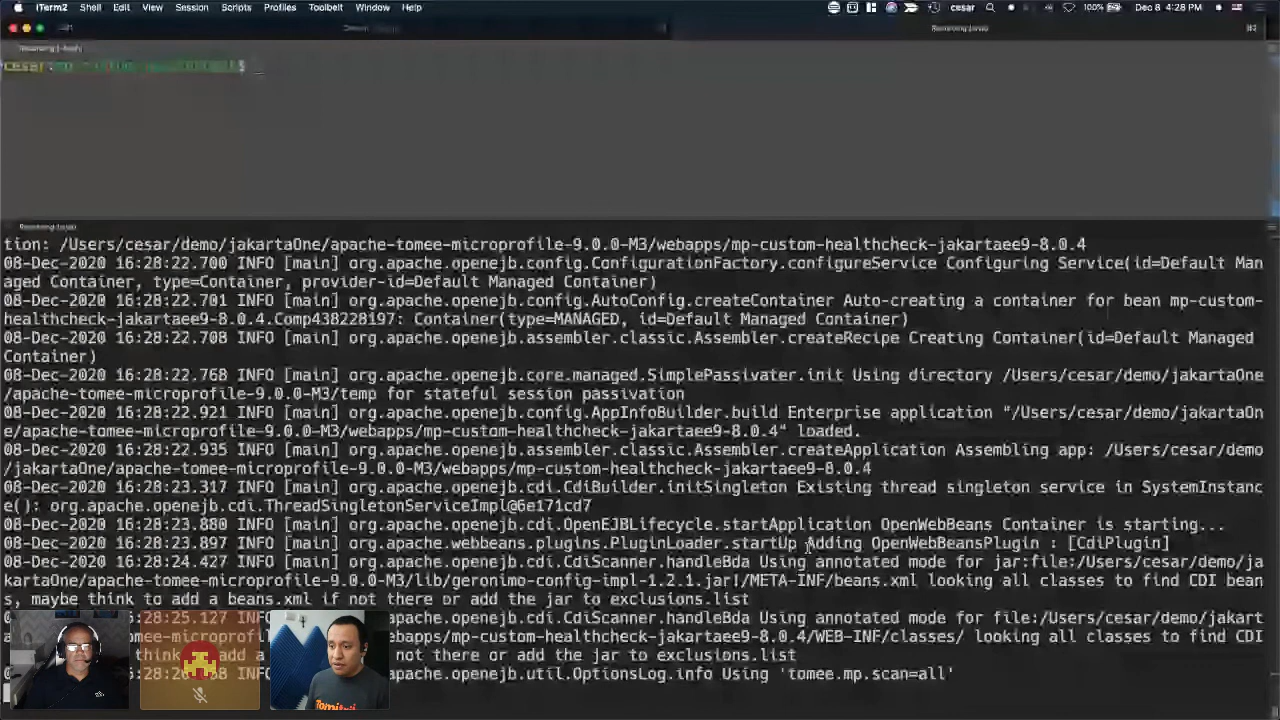 iTerm2 Shell Edit View Session Scripts Profiles Toolbelt Window Help cesar 100% Dec 8 4:28 PM
cesar $ _
tion: /Users/cesar/demo/jakartaOne/apache-tomee-microprofile-9.0.0-M3/webapps/mp-custom-healthcheck-jakartaee9-8.0.4
08-Dec-2020 16:28:22.700 INFO [main] org.apache.openejb.config.ConfigurationFactory.configureService Configuring Service(id=Default Man
aged Container, type=Container, provider-id=Default Managed Container)
08-Dec-2020 16:28:22.701 INFO [main] org.apache.openejb.config.AutoConfig.createContainer Auto-creating a container for bean mp-custom-
healthcheck-jakartaee9-8.0.4.Comp438228197: Container(type=MANAGED, id=Default Managed Container)
08-Dec-2020 16:28:22.708 INFO [main] org.apache.openejb.assembler.classic.Assembler.createRecipe Creating Container(id=Default Managed
Container)
08-Dec-2020 16:28:22.768 INFO [main] org.apache.openejb.core.managed.SimplePassivater.init Using directory /Users/cesar/demo/jakartaOne
/apache-tomee-microprofile-9.0.0-M3/temp for stateful session passivation
08-Dec-2020 16:28:22.921 INFO [main] org.apache.openejb.config.AppInfoBuilder.build Enterprise application "/Users/cesar/demo/jakartaOn
e/apache-tomee-microprofile-9.0.0-M3/webapps/mp-custom-healthcheck-jakartaee9-8.0.4" loaded.
08-Dec-2020 16:28:22.935 INFO [main] org.apache.openejb.assembler.classic.Assembler.createApplication Assembling app: /Users/cesar/demo
/jakartaOne/apache-tomee-microprofile-9.0.0-M3/webapps/mp-custom-healthcheck-jakartaee9-8.0.4
08-Dec-2020 16:28:23.317 INFO [main] org.apache.openejb.cdi.CdiBuilder.initSingleton Existing thread singleton service in SystemInstanc
e(): org.apache.openejb.cdi.ThreadSingletonServiceImpl@6e171cd7
08-Dec-2020 16:28:23.880 INFO [main] org.apache.openejb.cdi.OpenEJBLifecycle.startApplication OpenWebBeans Container is starting...
08-Dec-2020 16:28:23.897 INFO [main] org.apache.webbeans.plugins.PluginLoader.startUp Adding OpenWebBeansPlugin : [CdiPlugin]
08-Dec-2020 16:28:24.427 INFO [main] org.apache.openejb.cdi.CdiScanner.handleBda Using annotated mode for jar:file:/Users/cesar/demo/ja
kartaOne/apache-tomee-microprofile-9.0.0-M3/lib/geronimo-config-impl-1.2.1.jar!/META-INF/beans.xml looking all classes to find CDI bean
s, maybe think to add a beans.xml if not there or add the jar to exclusions.list
:25.127 INFO [main] org.apache.openejb.cdi.CdiScanner.handleBda Using annotated mode for file:/Users/cesar/demo/jakart
/webapps/mp-custom-healthcheck-jakartaee9-8.0.4/WEB-INF/classes/ looking all classes to find CDI
not there or add the jar to exclusions.list
.openejb.util.OptionsLog.info Using 'tomee.mp.scan=all'